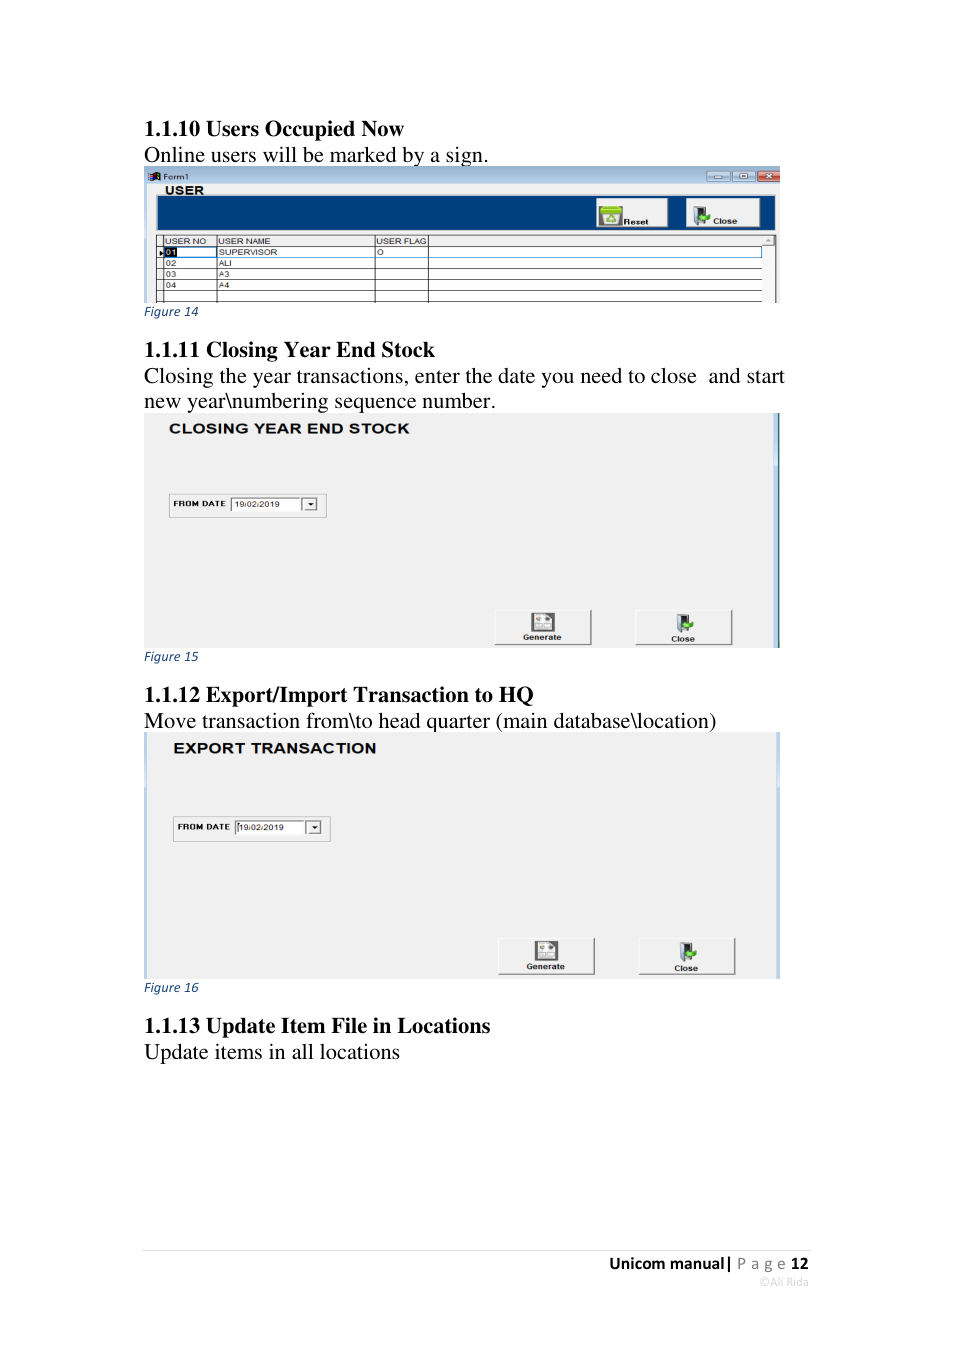 1.1.10 Users Occupied Now
Online users will be marked by a sign.
Form1
USER
Reset
Close
USER NO USER NAME USER FLAG
01 SUPERVISOR O
02 ALI
03 A3
04 A4
Figure 14
1.1.11 Closing Year End Stock
Closing the year transactions, enter the date you need to close and start
new year\numbering sequence number.
CLOSING YEAR END STOCK
FROM DATE 19/02/2019
Generate
Close
Figure 15
1.1.12 Export/Import Transaction to HQ
Move transaction from\to head quarter (main database\location)
EXPORT TRANSACTION
FROM DATE 19/02/2019
Generate
Close
Figure 16
1.1.13 Update Item File in Locations
Update items in all locations
Unicom manual| P a g e 12
©Ali Rida